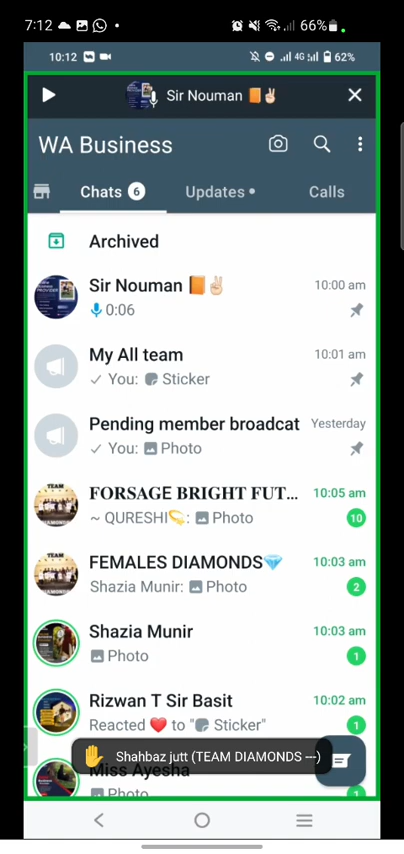 7:12
66%
10:12
4G
62%
Sir Nouman 📙✌🏻
WA Business
Chats 6
Updates
Calls
Archived
Sir Nouman 📙✌🏻 10:00 am
0:06
My All team 10:01 am
You: Sticker
Pending member broadcat Yesterday
You: Photo
𝐅𝐎𝐑𝐒𝐀𝐆𝐄 𝐁𝐑𝐈𝐆𝐇𝐓 𝐅𝐔𝐓... 10:05 am
~ QURESHI💫: Photo 10
FEMALES DIAMONDS💎 10:03 am
Shazia Munir: Photo 2
Shazia Munir 10:03 am
Photo 1
Rizwan T Sir Basit 10:02 am
Reacted ❤️ to "Sticker" 1
✋ Shahbaz jutt (TEAM DIAMONDS ---)
Miss Ayesha
Photo 1